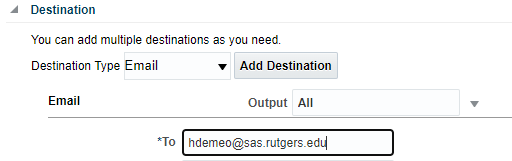 Destination
You can add multiple destinations as you need.
Destination Type Email Add Destination
Email Output All
*To hdemeo@sas.rutgers.edu